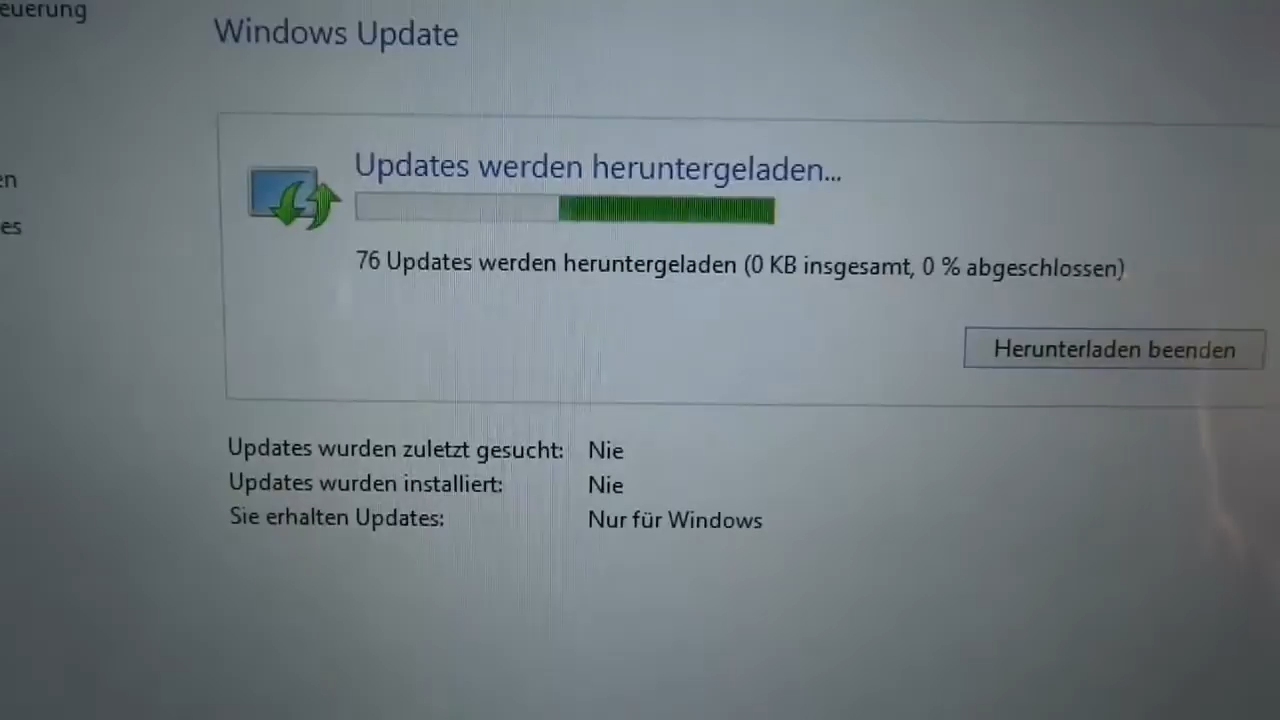 euerung
Windows Update
Updates werden heruntergeladen...
en
76 Updates werden heruntergeladen (0 KB insgesamt, 0 % abgeschlossen)
es
Herunterladen beenden
Updates wurden zuletzt gesucht: Nie
Updates wurden installiert: Nie
Sie erhalten Updates: Nur für Windows